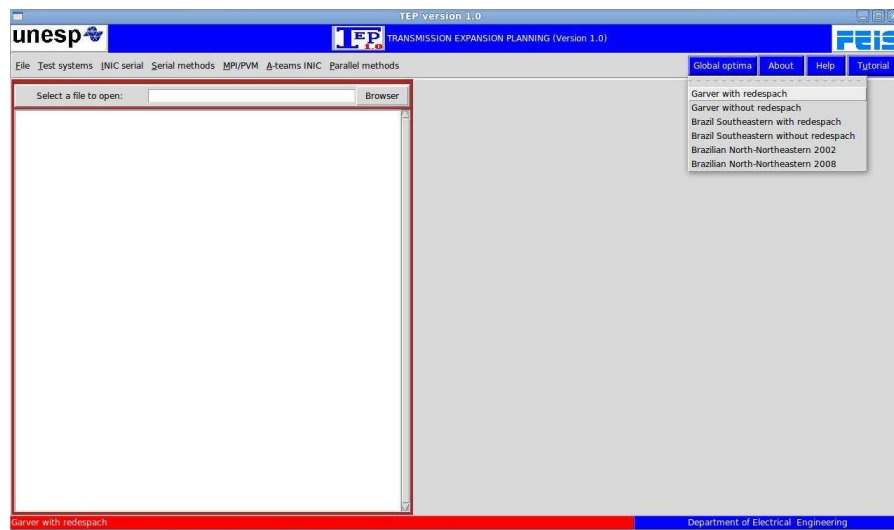 TEP version 1.0
unesp
TEP 1.0 TRANSMISSION EXPANSION PLANNING (Version 1.0)
FEIS
File Test systems INIC serial Serial methods MPI/PVM A-teams INIC Parallel methods
Global optima About Help Tutorial
Select a file to open: Browser
Garver with redespach
Garver without redespach
Brazil Southeastern with redespach
Brazil Southeastern without redespach
Brazilian North-Northeastern 2002
Brazilian North-Northeastern 2008
Garver with redespach
Department of Electrical Engineering